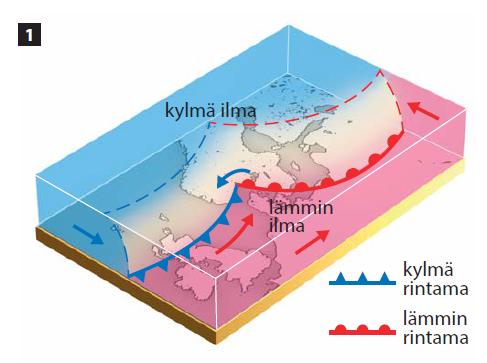 1
kylmä ilma
lämmin
ilma
kylmä
rintama
lämmin
rintama